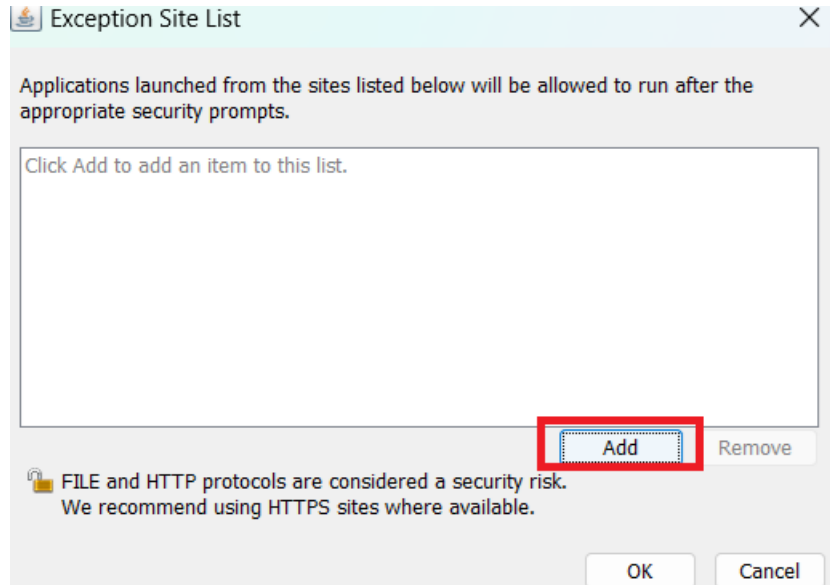 Exception Site List
Applications launched from the sites listed below will be allowed to run after the
appropriate security prompts.
Click Add to add an item to this list.
Add
Remove
FILE and HTTP protocols are considered a security risk.
We recommend using HTTPS sites where available.
OK
Cancel